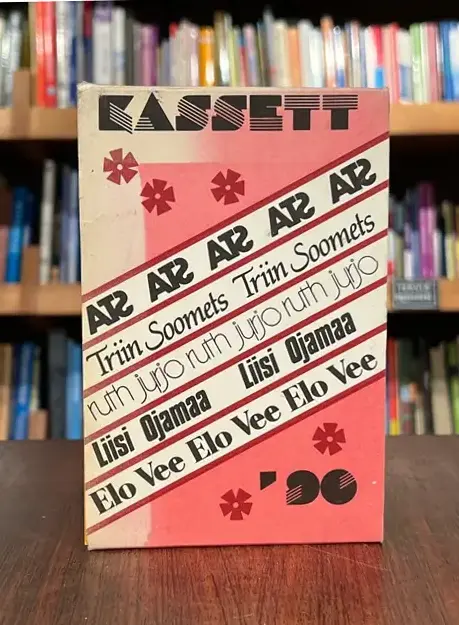 KASSETT
ATS ATS ATS ATS ATS
Triin Soomets Triin Soomets
ruth jurjo ruth jurjo ruth jurjo
Liisi Ojamaa Liisi Ojamaa
Elo Vee Elo Vee Elo Vee
'90